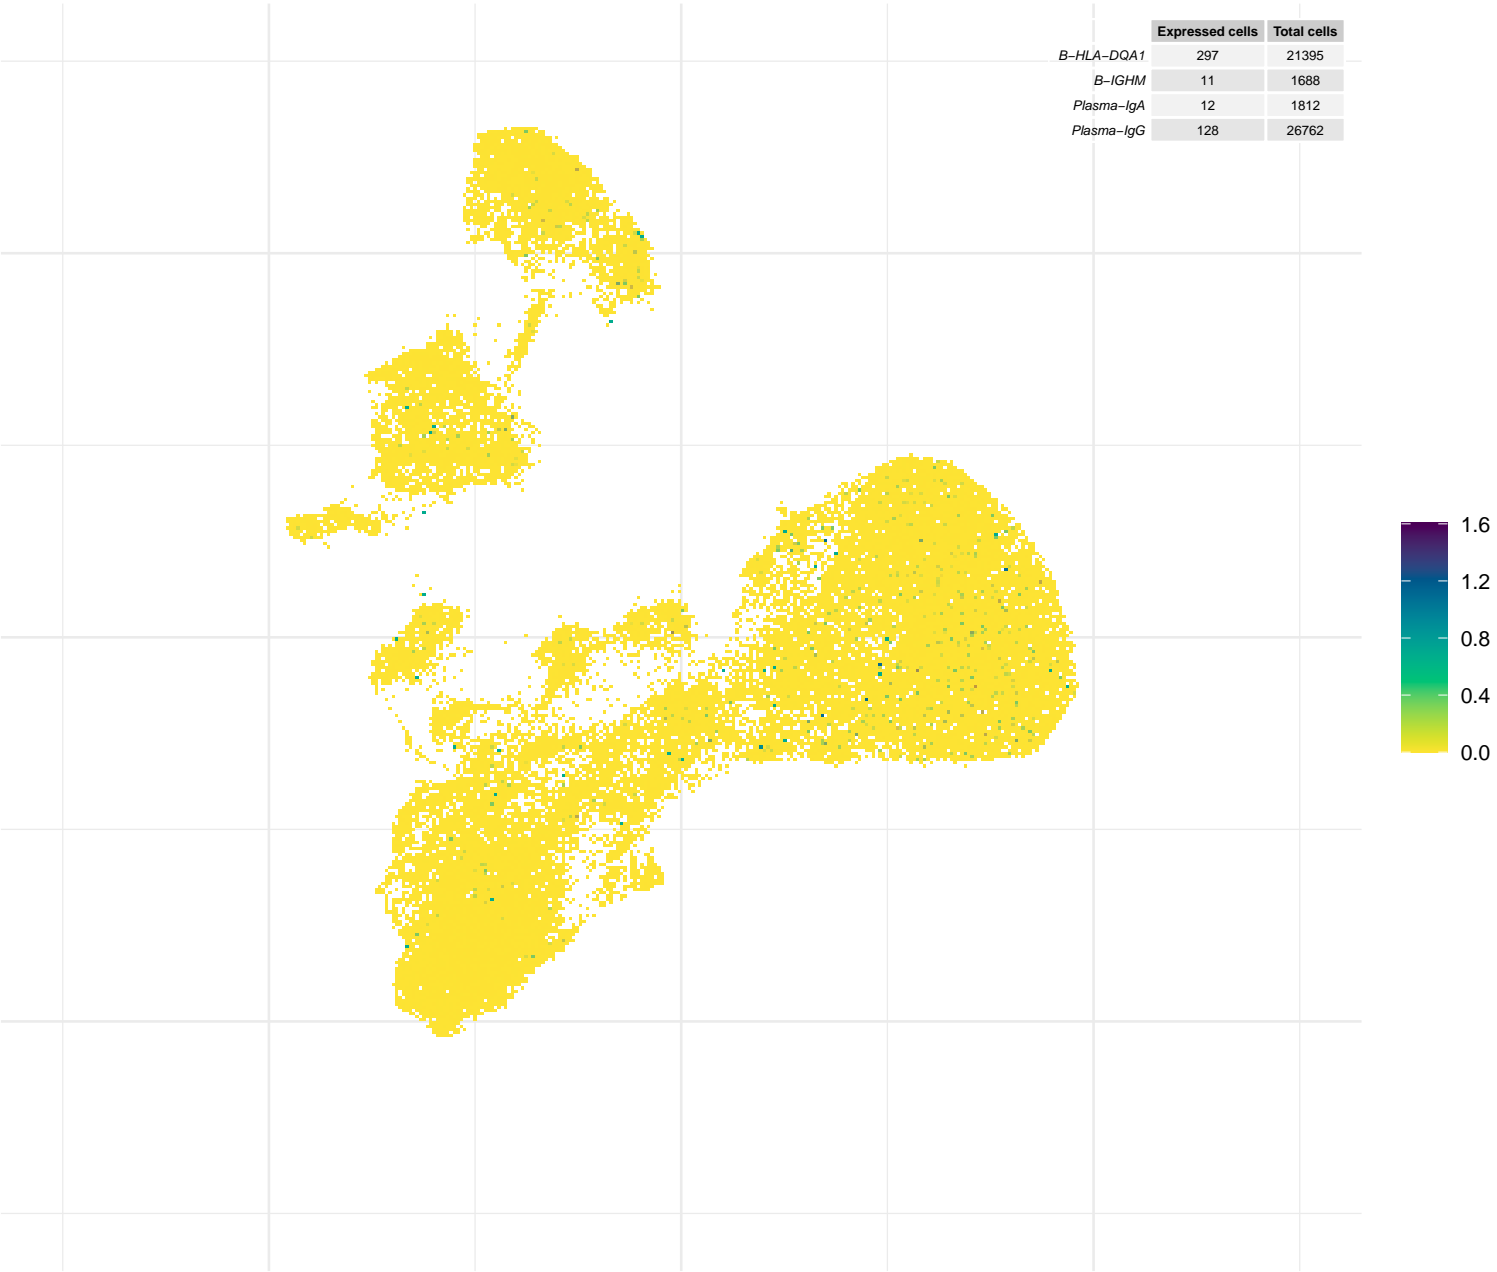 Expressed cells Total cells
B−HLA−DQA1 297 21395
B−IGHM 11 1688
Plasma−IgA 12 1812
Plasma−IgG 128 26762
1.6
1.2
0.8
0.4
0.0